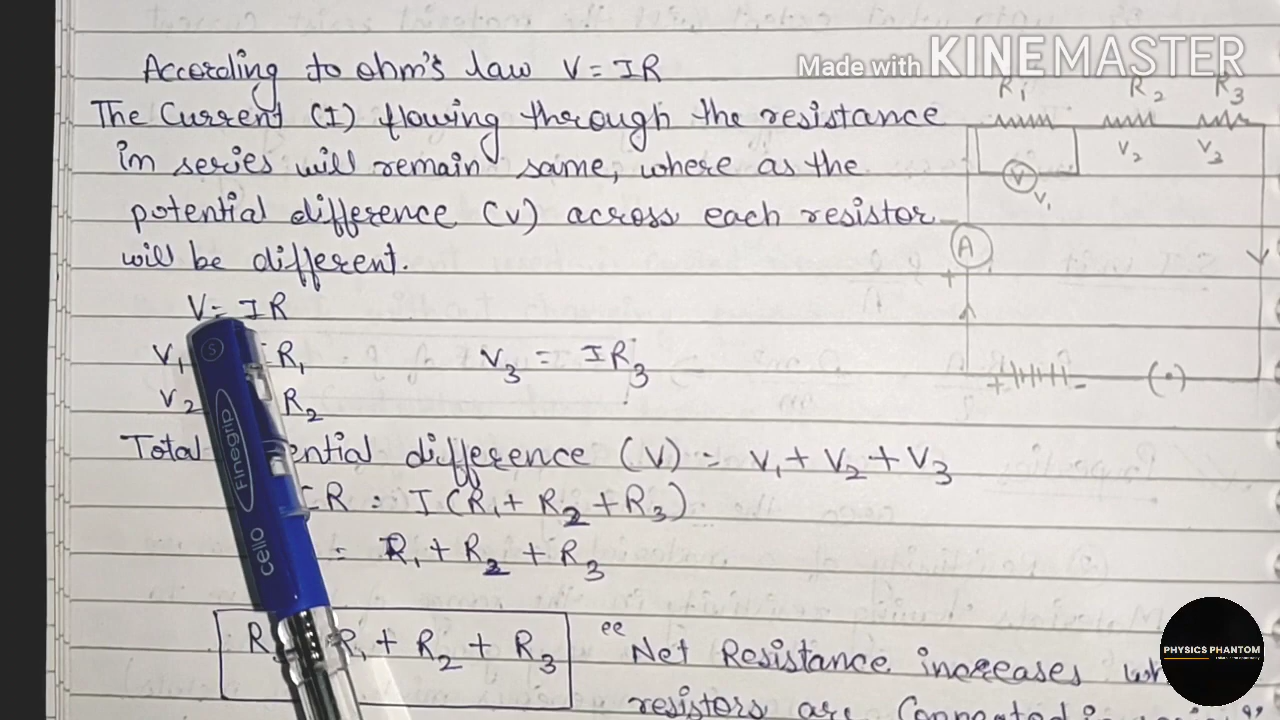 Made with KINEMASTER
According to ohm's law V = IR
The Current (I) flowing through the resistance
in series will remain same, where as the
potential difference (v) across each resistor
will be different.
V = IR
V₁ R₁ V₃ = IR₃
V₂ R₂
Total difference (V) = V₁ + V₂ + V₃
IR = I(R₁ + R₂ + R₃)
= R₁ + R₂ + R₃
R R₁ + R₂ + R₃
"Net Resistance increases
resistors are
R₁ R₂ R₃
V V₁ V₂ V₃
A
+
+ - (•)
S
Finegrip
cello
PHYSICS PHANTOM